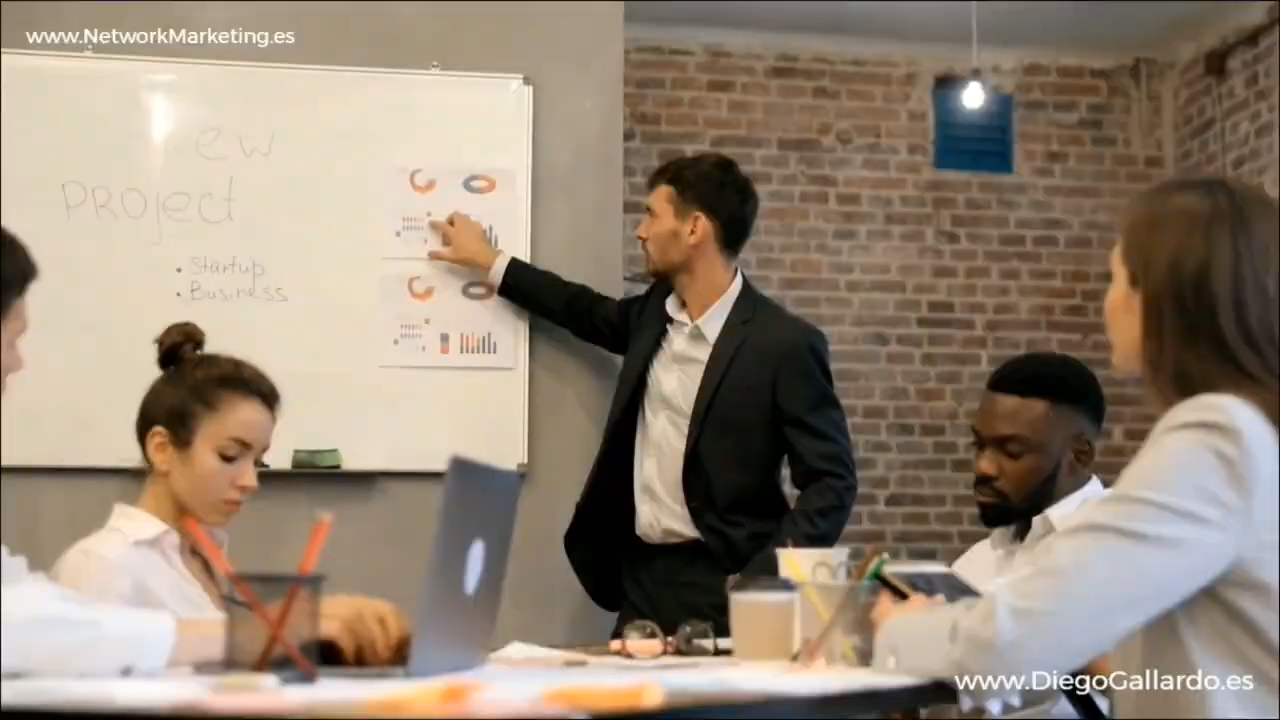 www.NetworkMarketing.es
ew
PROject
• Startup
• Business
www.DiegoGallardo.es